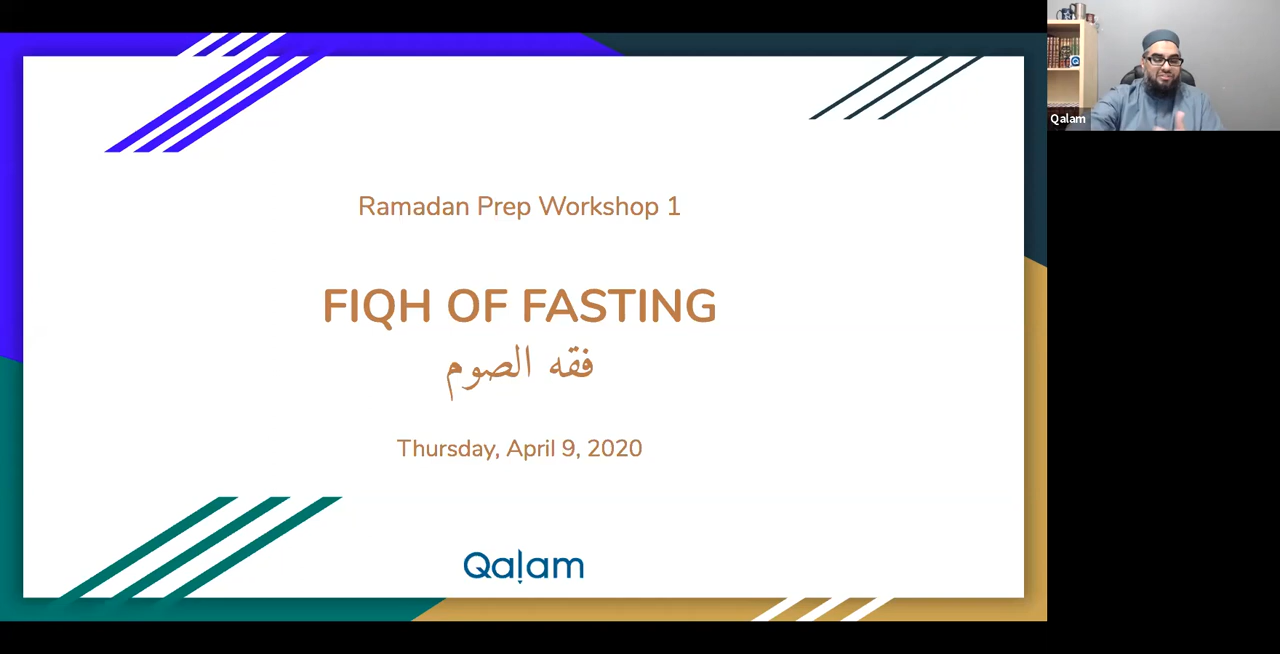 Ramadan Prep Workshop 1
FIQH OF FASTING
فقه الصوم
Thursday, April 9, 2020
Qalam
Qalam